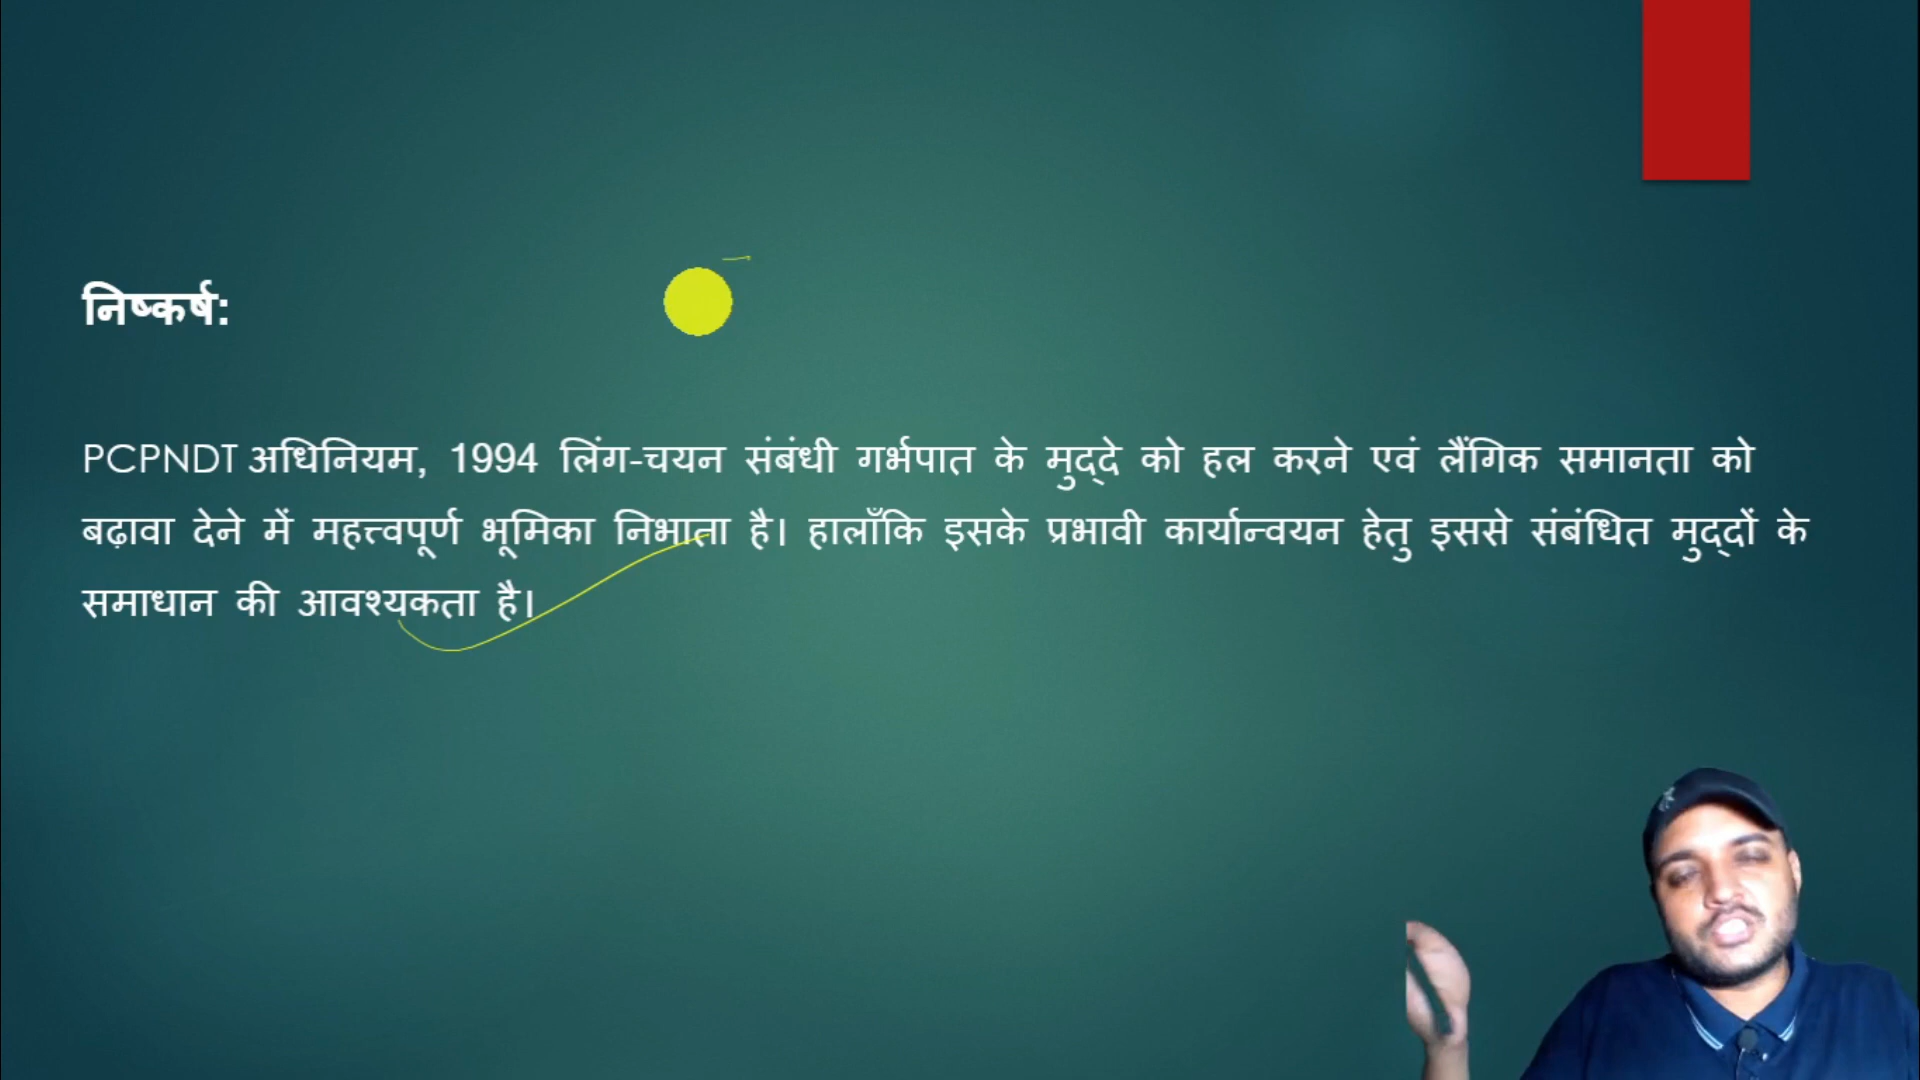 निष्कर्ष:
PCPNDT अधिनियम, 1994 लिंग-चयन संबंधी गर्भपात के मुद्दे को हल करने एवं लैंगिक समानता को
बढ़ावा देने में महत्त्वपूर्ण भूमिका निभाता है। हालाँकि इसके प्रभावी कार्यान्वयन हेतु इससे संबंधित मुद्दों के
समाधान की आवश्यकता है।